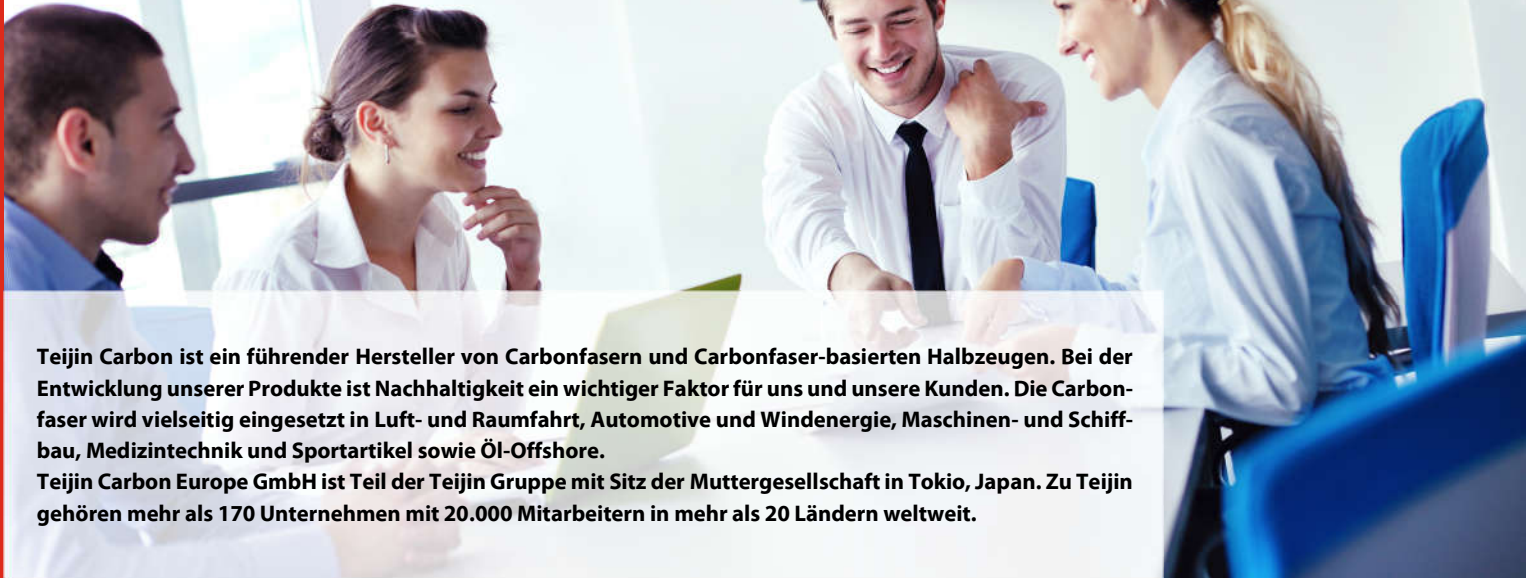 Teijin Carbon ist ein führender Hersteller von Carbonfasern und Carbonfaser-basierten Halbzeugen. Bei der
Entwicklung unserer Produkte ist Nachhaltigkeit ein wichtiger Faktor für uns und unsere Kunden. Die Carbon-
faser wird vielseitig eingesetzt in Luft- und Raumfahrt, Automotive und Windenergie, Maschinen- und Schiff-
bau, Medizintechnik und Sportartikel sowie Öl-Offshore.
Teijin Carbon Europe GmbH ist Teil der Teijin Gruppe mit Sitz der Muttergesellschaft in Tokio, Japan. Zu Teijin
gehören mehr als 170 Unternehmen mit 20.000 Mitarbeitern in mehr als 20 Ländern weltweit.